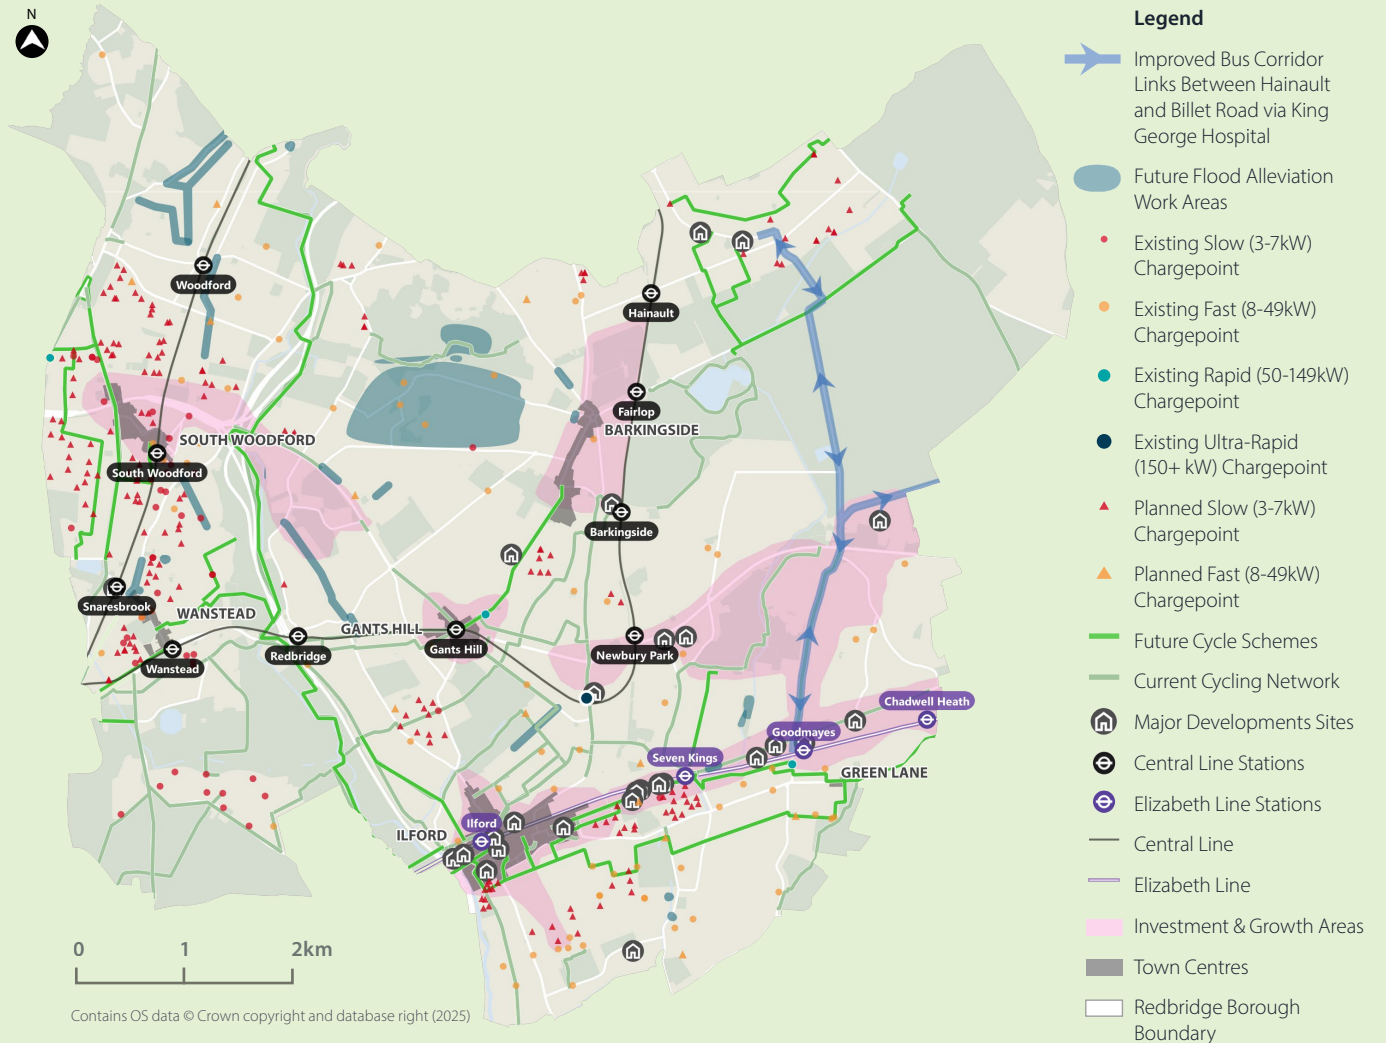 N
Woodford
Hainault
Fairlop
BARKINGSIDE
SOUTH WOODFORD
South Woodford
Barkingside
Snaresbrook
WANSTEAD
GANTS HILL
Wanstead
Redbridge
Gants Hill
Newbury Park
Chadwell Heath
Goodmayes
Seven Kings
GREEN LANE
Ilford
ILFORD
0 1 2km
Contains OS data © Crown copyright and database right (2025)
Legend
Improved Bus Corridor
Links Between Hainault
and Billet Road via King
George Hospital
Future Flood Alleviation
Work Areas
Existing Slow (3-7kW)
Chargepoint
Existing Fast (8-49kW)
Chargepoint
Existing Rapid (50-149kW)
Chargepoint
Existing Ultra-Rapid
(150+ kW) Chargepoint
Planned Slow (3-7kW)
Chargepoint
Planned Fast (8-49kW)
Chargepoint
Future Cycle Schemes
Current Cycling Network
Major Developments Sites
Central Line Stations
Elizabeth Line Stations
Central Line
Elizabeth Line
Investment & Growth Areas
Town Centres
Redbridge Borough
Boundary